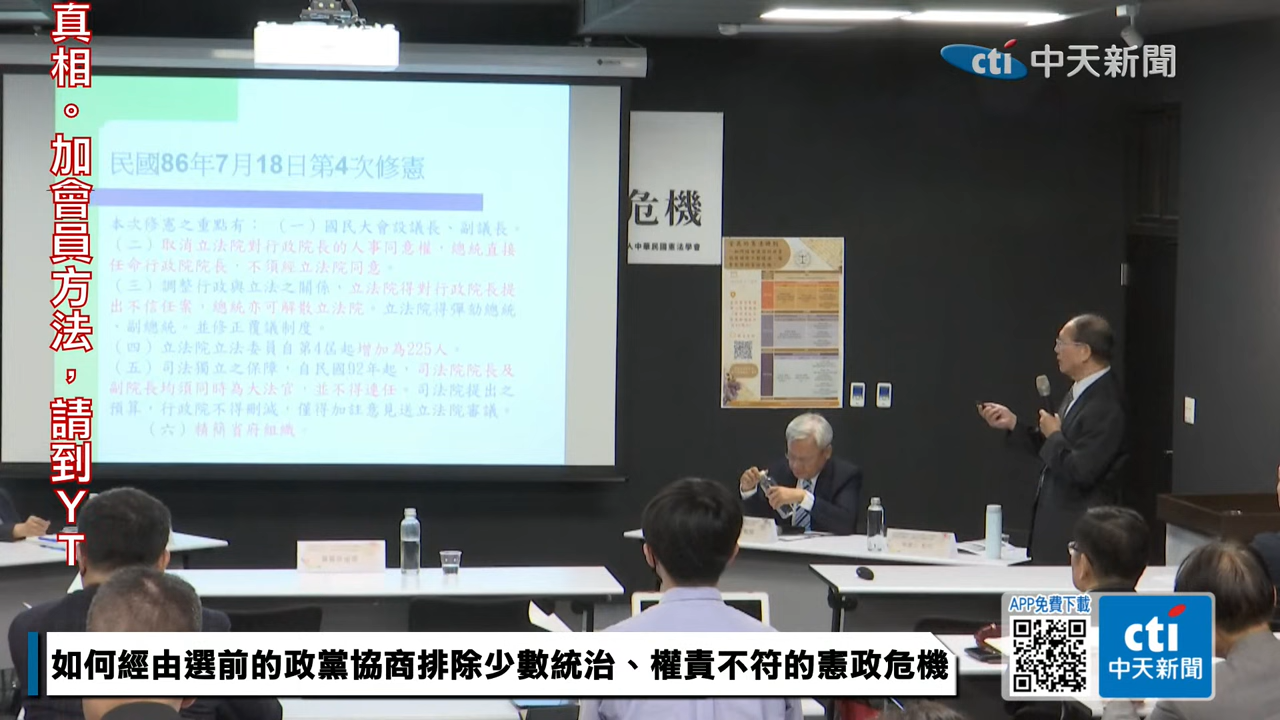 真相。加會員方法，請到YT
cti 中天新聞
民國86年7月18日第4次修憲
本次修憲之重點有：（一）國民大會設議長、副議長。
（二）取消立法院對行政院長的人事同意權，總統直接
任命行政院院長，不須經立法院同意。
（三）調整行政與立法之關係，立法院得對行政院長提
出不信任案，總統亦可解散立法院。立法院得彈劾總統
、副總統。並修正覆議制度。
（四）立法院立法委員自第4屆起增加為225人。
（五）司法獨立之保障，自民國92年起，司法院院長及
副院長均須同時為大法官，並不得連任。司法院提出之
預算，行政院不得刪減，僅得加註意見送立法院審議。
（六）精簡省府組織。
危機
人中華民國憲法學會
APP免費下載
cti
中天新聞
如何經由選前的政黨協商排除少數統治、權責不符的憲政危機